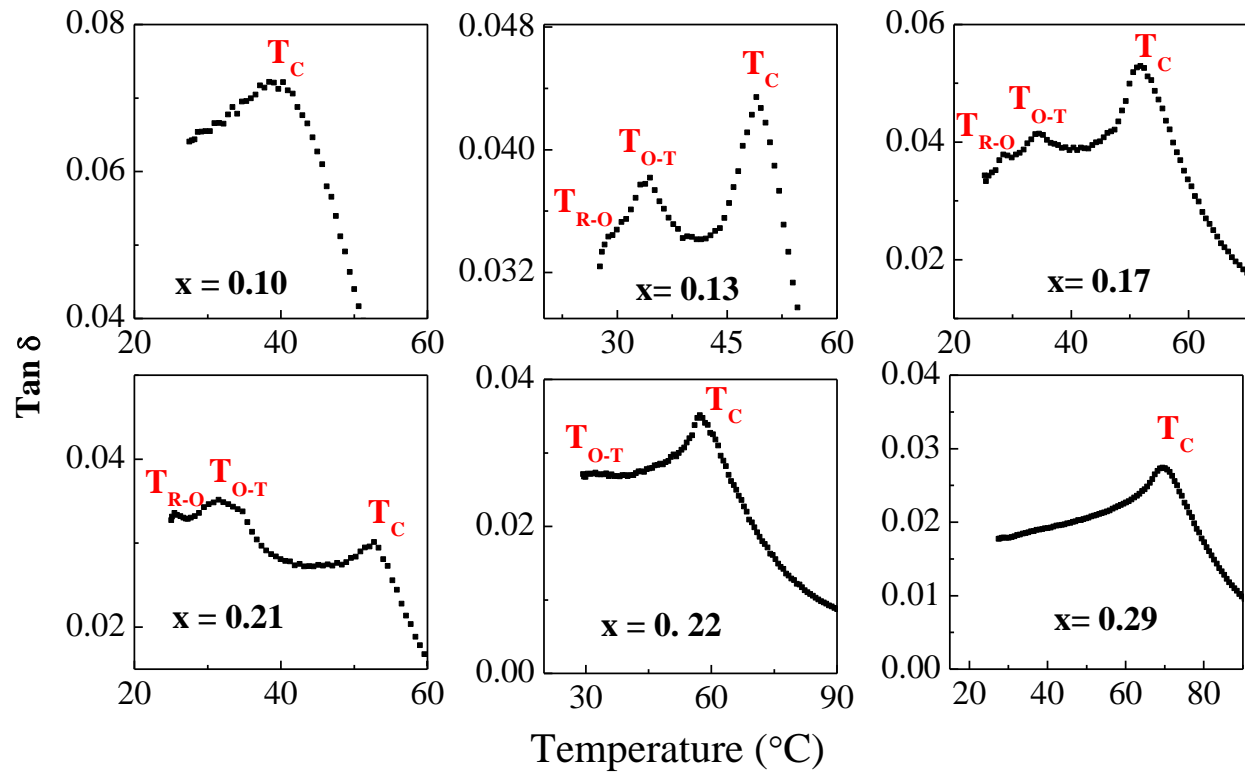 Tan δ
0.08
0.06
0.04
T_C
x = 0.10
20 40 60
0.048
0.040
0.032
T_C
T_O-T
T_R-O
x= 0.13
30 45 60
0.06
0.04
0.02
T_C
T_O-T
T_R-O
x= 0.17
20 40 60
0.04
0.02
T_R-O
T_O-T
T_C
x = 0.21
20 40 60
0.04
0.02
0.00
T_C
T_O-T
x = 0. 22
30 60 90
0.04
0.03
0.02
0.01
0.00
T_C
x= 0.29
20 40 60 80
Temperature (°C)